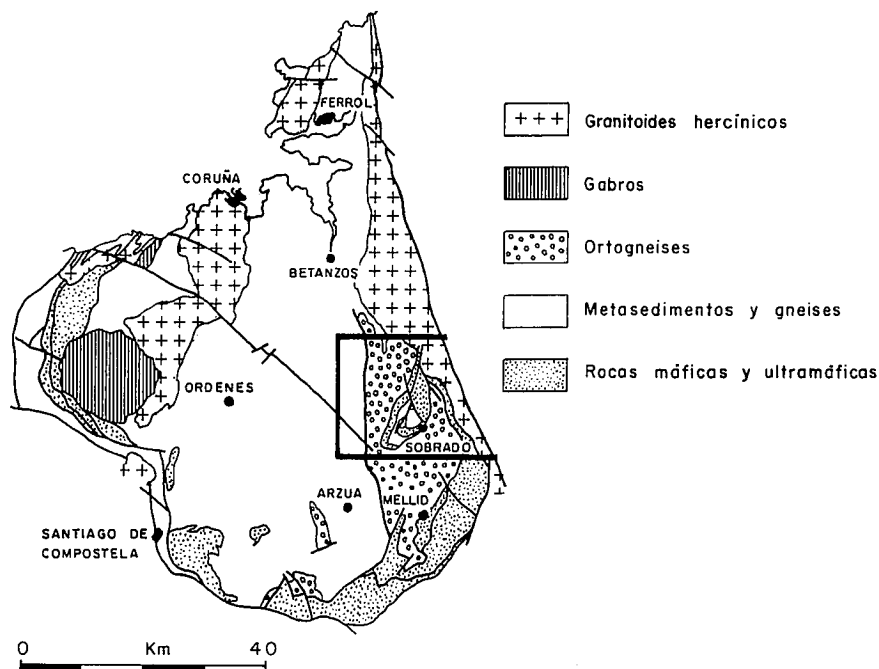 FERROL
CORUÑA
BETANZOS
ORDENES
SOBRADO
ARZUA
MELLID
SANTIAGO DE
COMPOSTELA
0 Km 40
+++ Granitoides hercínicos
Gabros
Ortogneises
Metasedimentos y gneises
Rocas máficas y ultramáficas